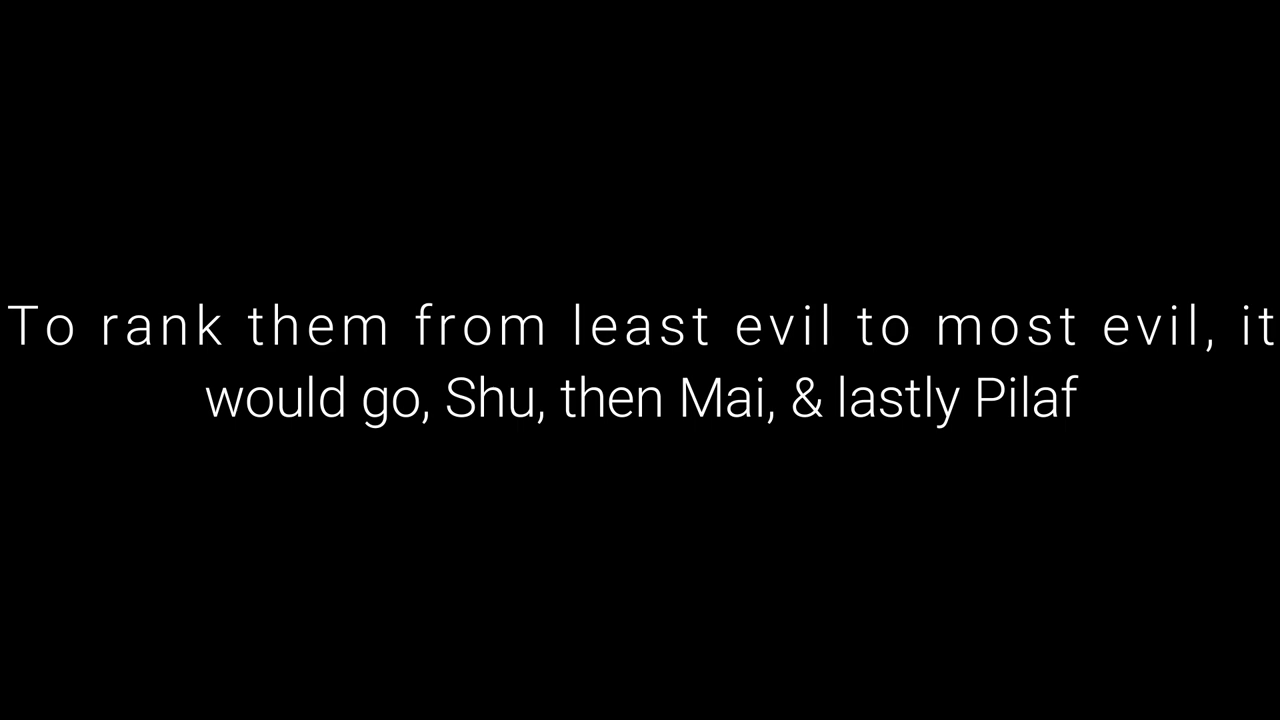 To rank them from least evil to most evil, it
would go, Shu, then Mai, & lastly Pilaf